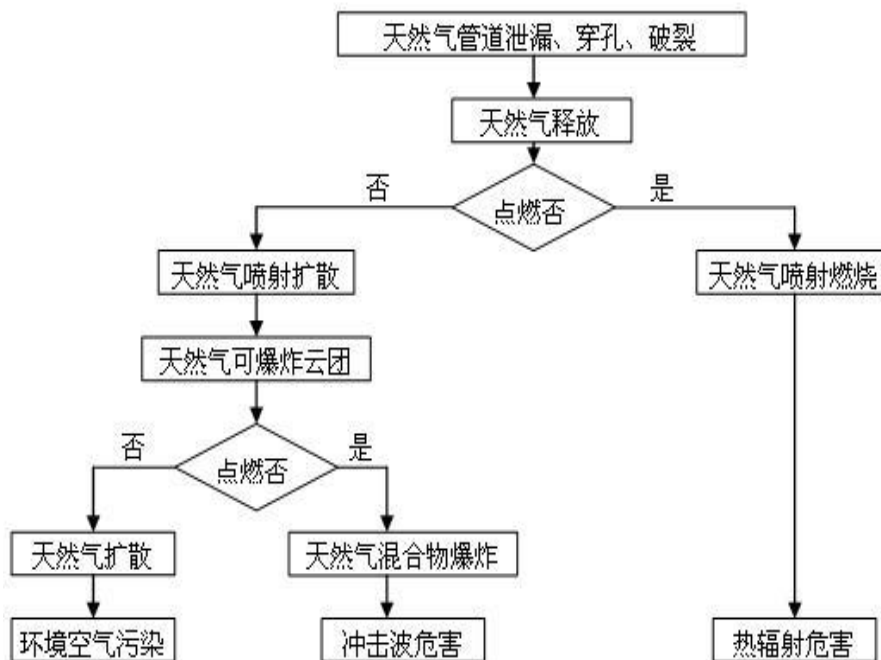 天然气管道泄漏、穿孔、破裂
天然气释放
否
点燃否
是
天然气喷射扩散
天然气喷射燃烧
天然气可爆炸云团
否
点燃否
是
天然气扩散
天然气混合物爆炸
环境空气污染
冲击波危害
热辐射危害